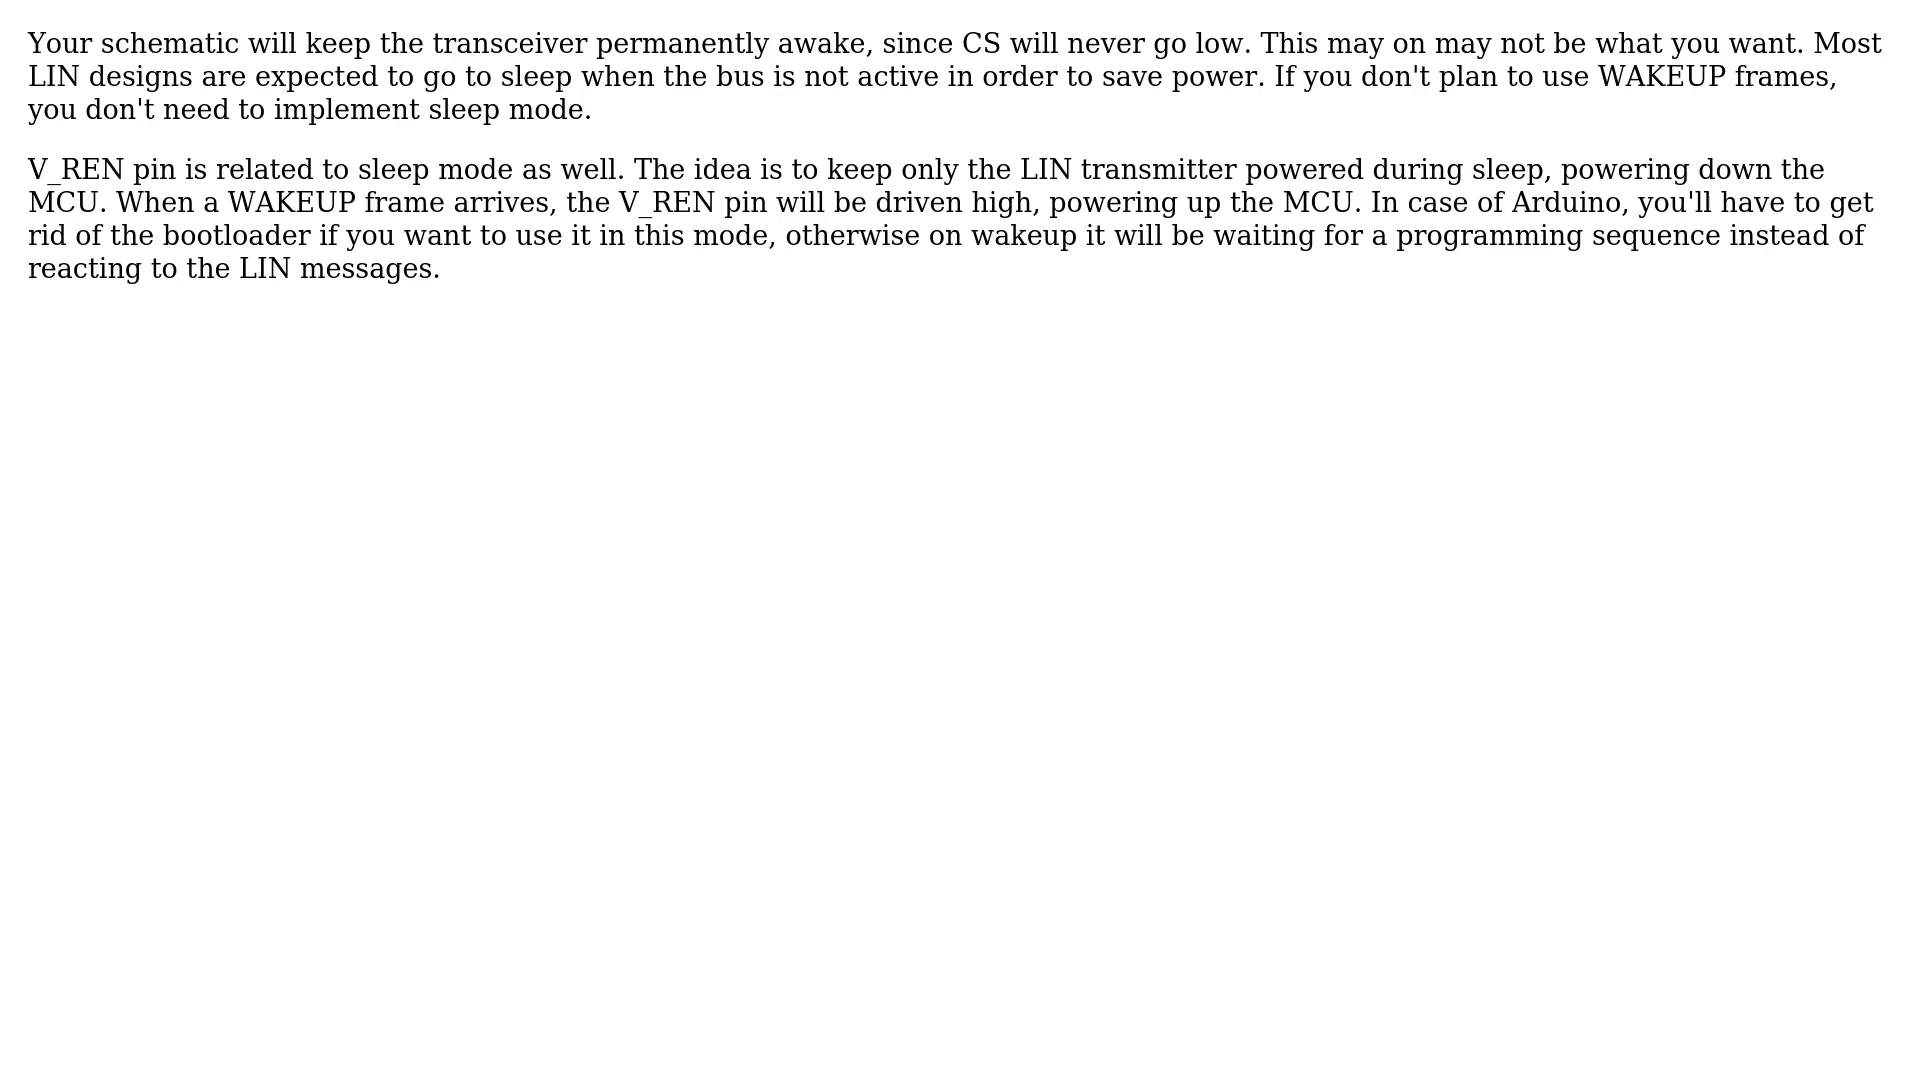 Your schematic will keep the transceiver permanently awake, since CS will never go low. This may on may not be what you want. Most
LIN designs are expected to go to sleep when the bus is not active in order to save power. If you don't plan to use WAKEUP frames,
you don't need to implement sleep mode.
V_REN pin is related to sleep mode as well. The idea is to keep only the LIN transmitter powered during sleep, powering down the
MCU. When a WAKEUP frame arrives, the V_REN pin will be driven high, powering up the MCU. In case of Arduino, you'll have to get
rid of the bootloader if you want to use it in this mode, otherwise on wakeup it will be waiting for a programming sequence instead of
reacting to the LIN messages.